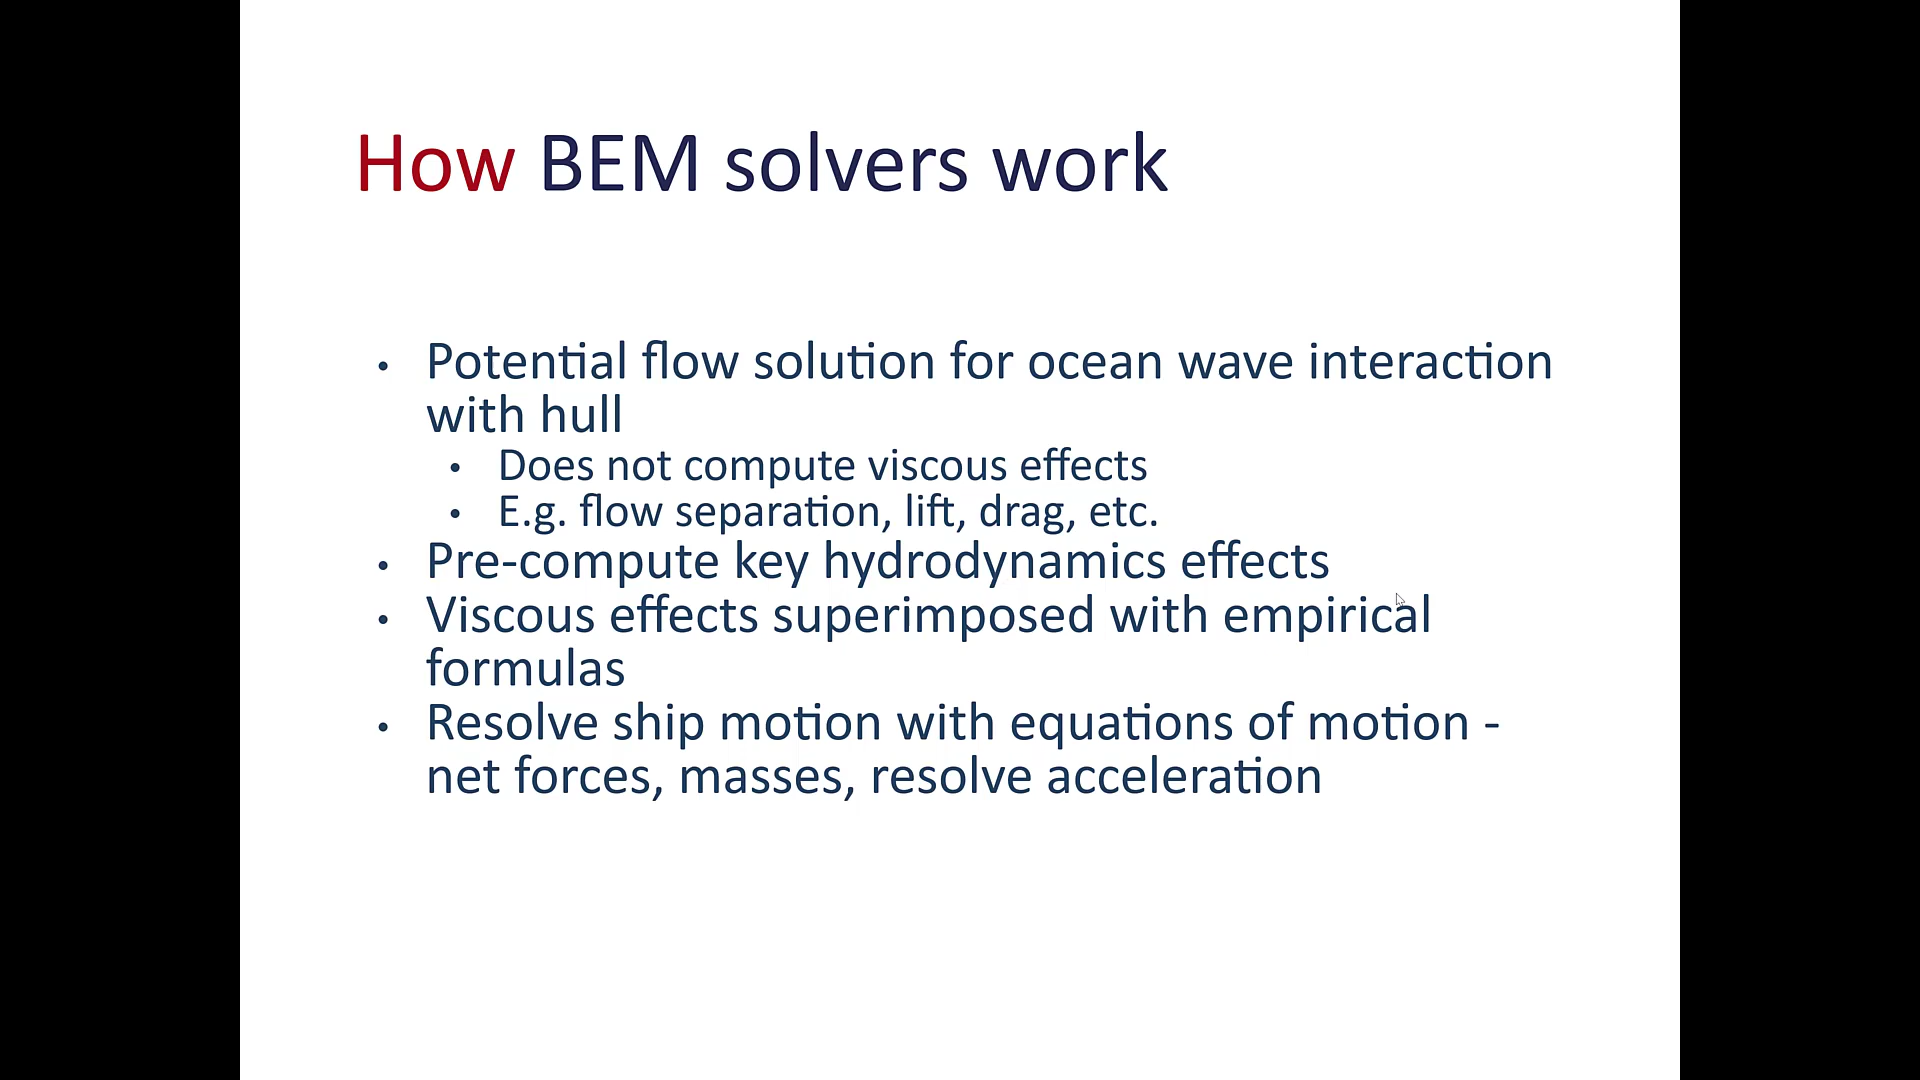 How BEM solvers work
• Potential flow solution for ocean wave interaction
with hull
• Does not compute viscous effects
• E.g. flow separation, lift, drag, etc.
• Pre-compute key hydrodynamics effects
• Viscous effects superimposed with empirical
formulas
• Resolve ship motion with equations of motion -
net forces, masses, resolve acceleration